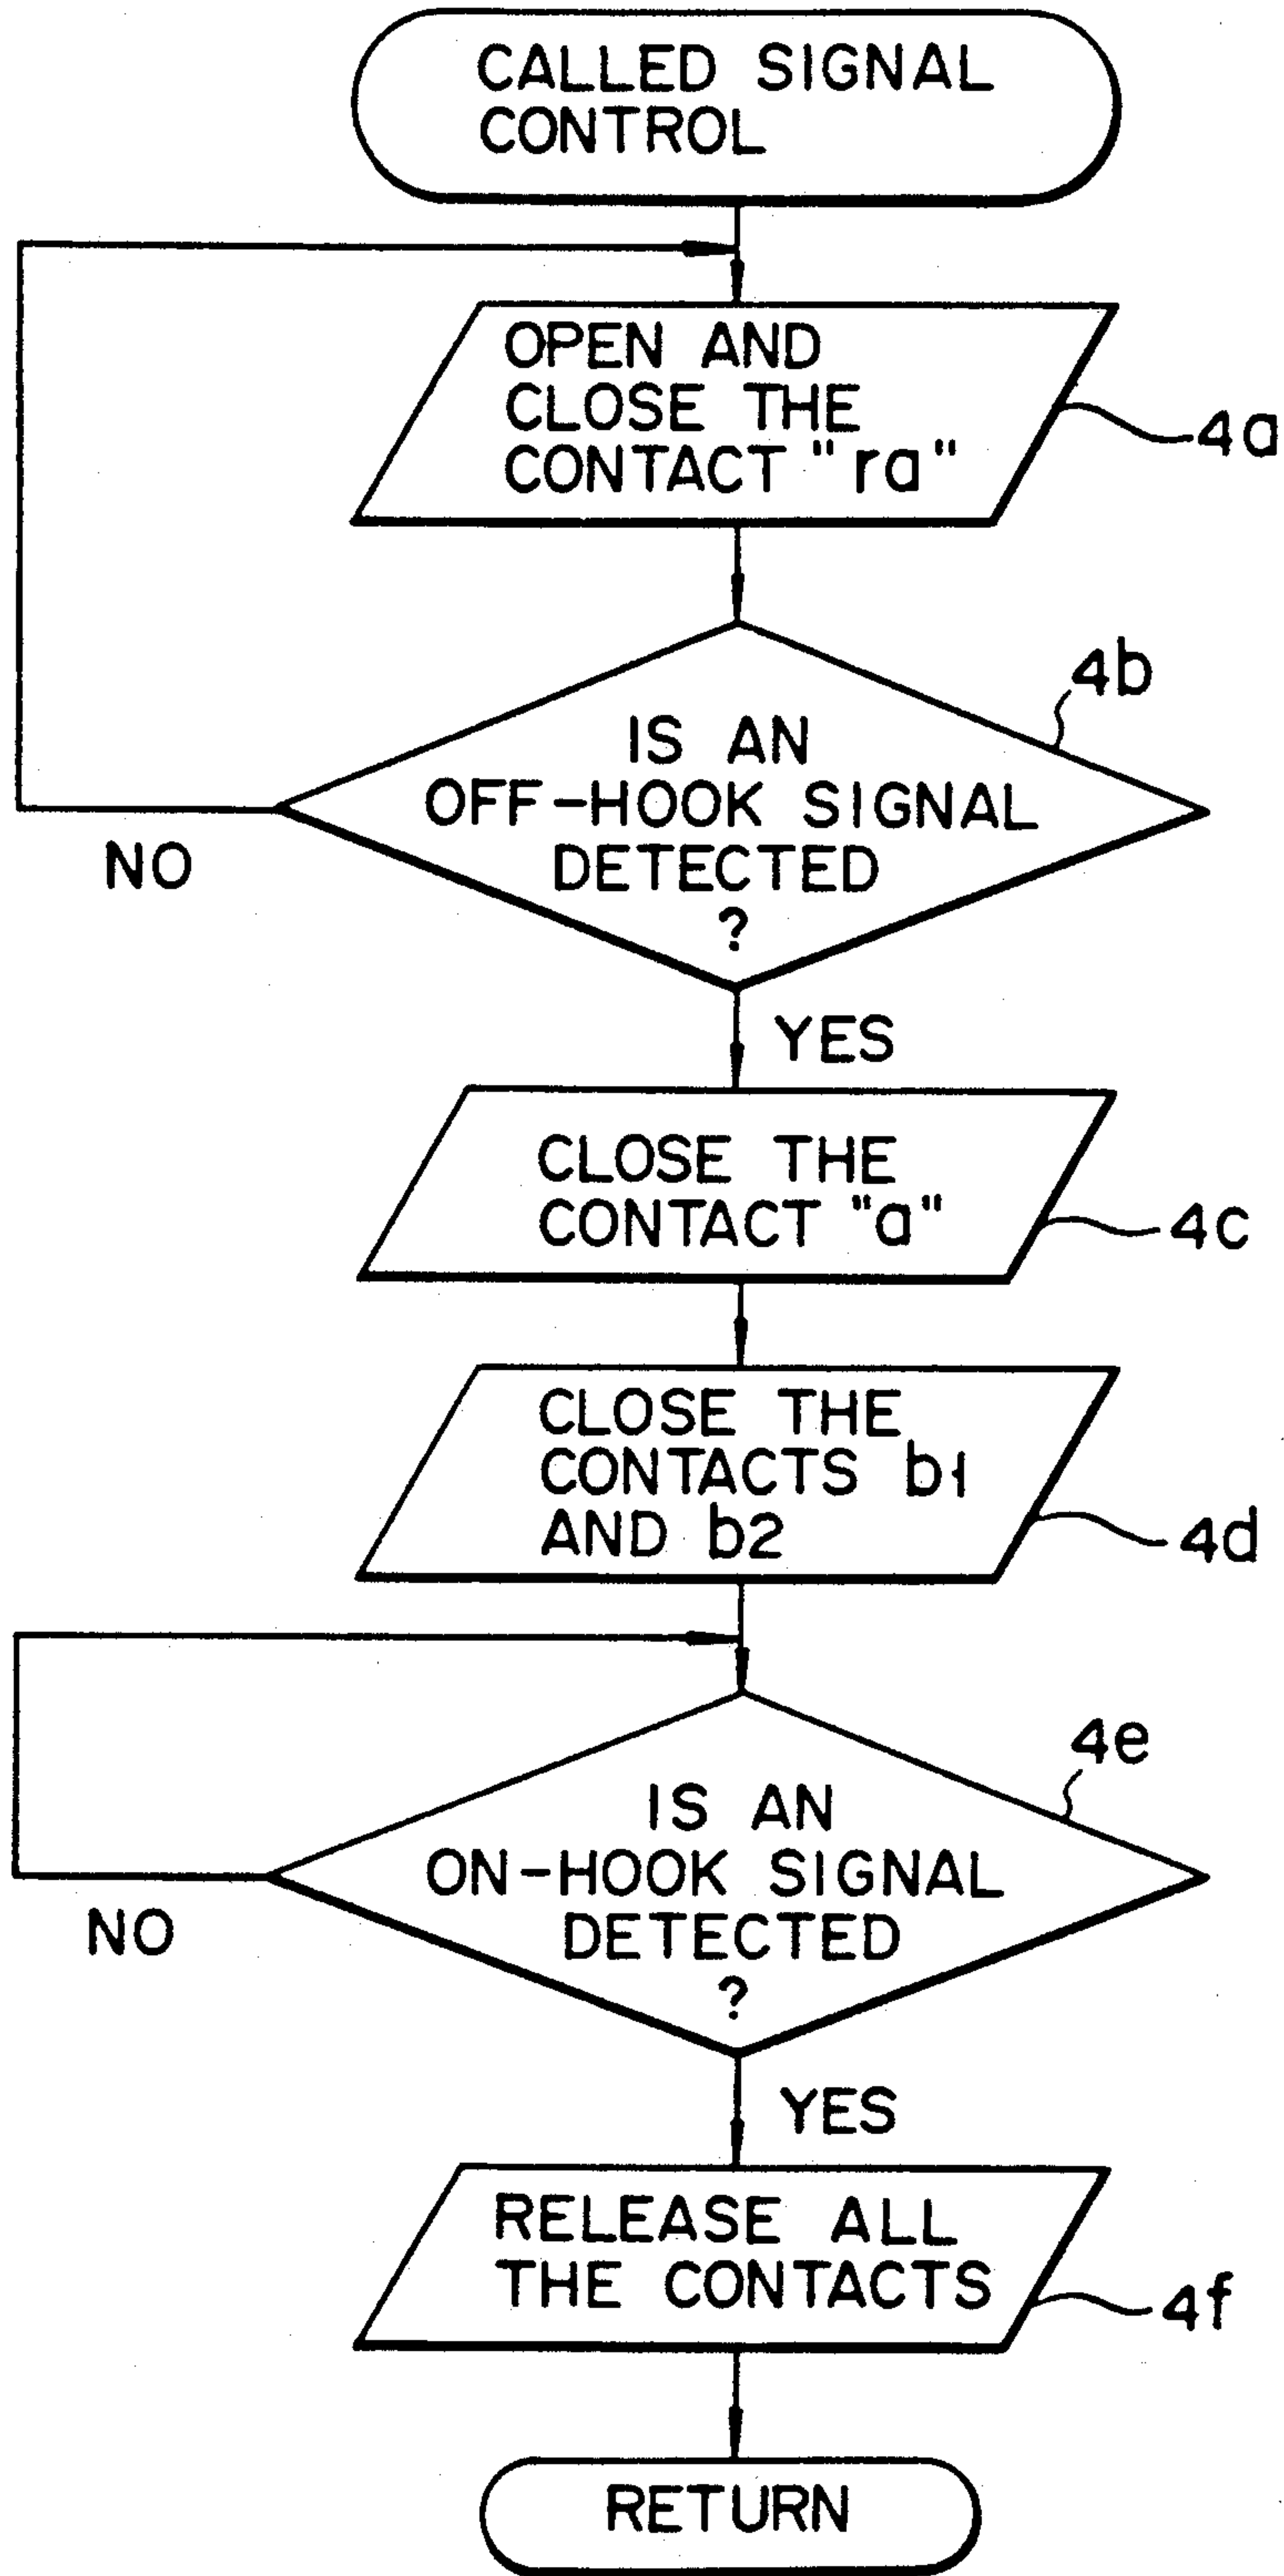 CALLED SIGNAL
CONTROL
OPEN AND
CLOSE THE
CONTACT "ra"
4a
4b
IS AN
OFF-HOOK SIGNAL
DETECTED
?
NO
YES
CLOSE THE
CONTACT "a"
4c
CLOSE THE
CONTACTS b1
AND b2
4d
4e
IS AN
ON-HOOK SIGNAL
DETECTED
?
NO
YES
RELEASE ALL
THE CONTACTS
4f
RETURN